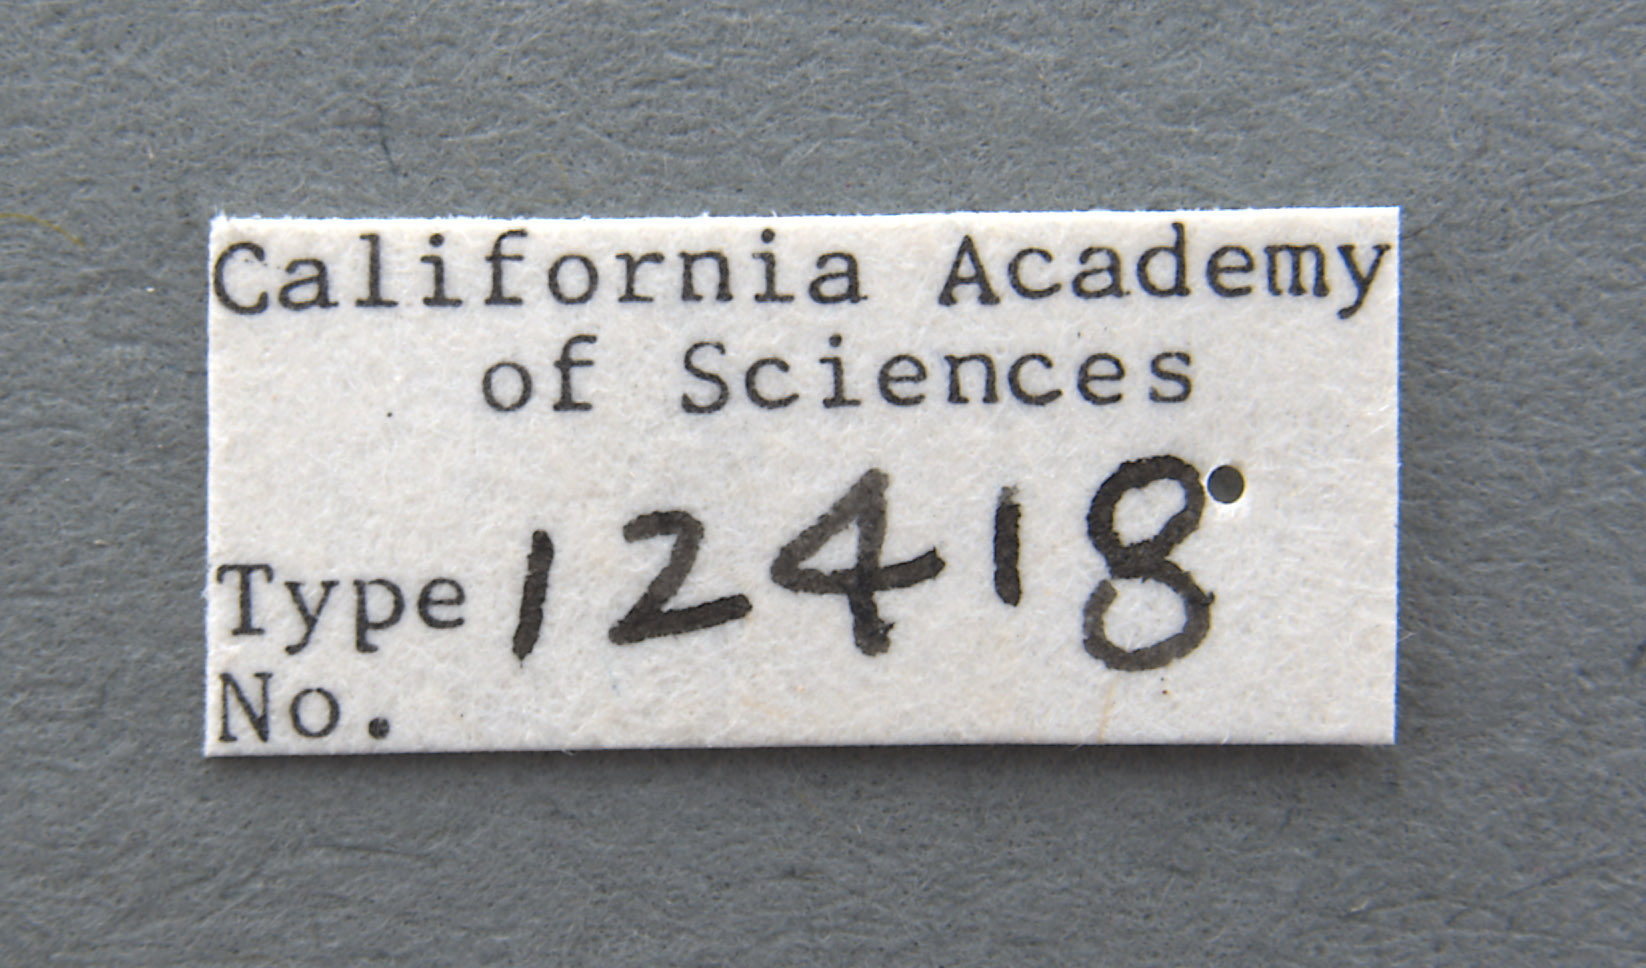 California Academy
of Sciences
Type 12418
No.